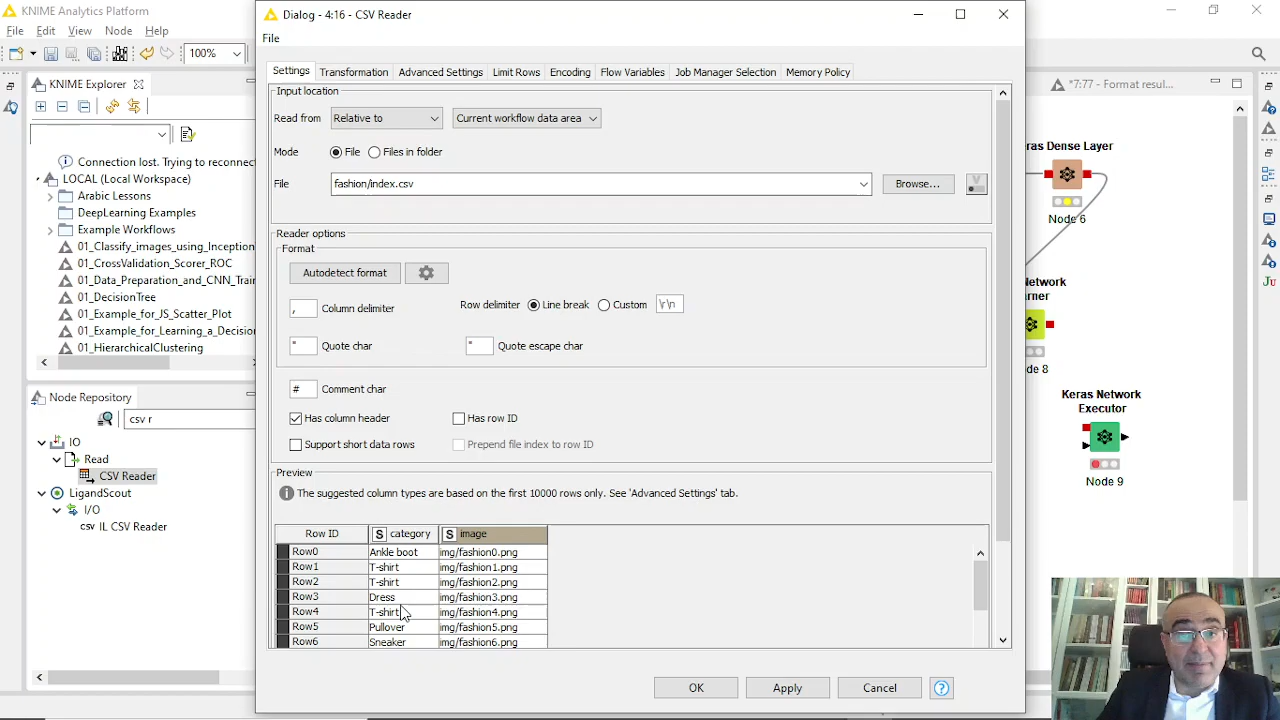 KNIME Analytics Platform
File Edit View Node Help
100%
KNIME Explorer
Connection lost. Trying to reconnect
LOCAL (Local Workspace)
Arabic Lessons
DeepLearning Examples
Example Workflows
01_Classify_images_using_Inception
01_CrossValidation_Scorer_ROC
01_Data_Preparation_and_CNN_Train
01_DecisionTree
01_Example_for_JS_Scatter_Plot
01_Example_for_Learning_a_Decision
01_HierarchicalClustering
Node Repository
csv r
IO
Read
CSV Reader
LigandScout
I/O
csv IL CSV Reader
Dialog - 4:16 - CSV Reader
File
Settings Transformation Advanced Settings Limit Rows Encoding Flow Variables Job Manager Selection Memory Policy
Input location
Read from Relative to Current workflow data area
Mode File Files in folder
File fashion/index.csv Browse... V
Reader options
Format
Autodetect format
, Column delimiter Row delimiter Line break Custom \r\n
" Quote char " Quote escape char
# Comment char
Has column header Has row ID
Support short data rows Prepend file index to row ID
Preview
The suggested column types are based on the first 10000 rows only. See 'Advanced Settings' tab.
Row ID S category S image
Row0 Ankle boot img/fashion0.png
Row1 T-shirt img/fashion1.png
Row2 T-shirt img/fashion2.png
Row3 Dress img/fashion3.png
Row4 T-shirt img/fashion4.png
Row5 Pullover img/fashion5.png
Row6 Sneaker img/fashion6.png
OK Apply Cancel ?
*7:77 - Format resul...
eras Dense Layer
Node 6
etwork
rner
de 8
Keras Network
Executor
Node 9
Ju